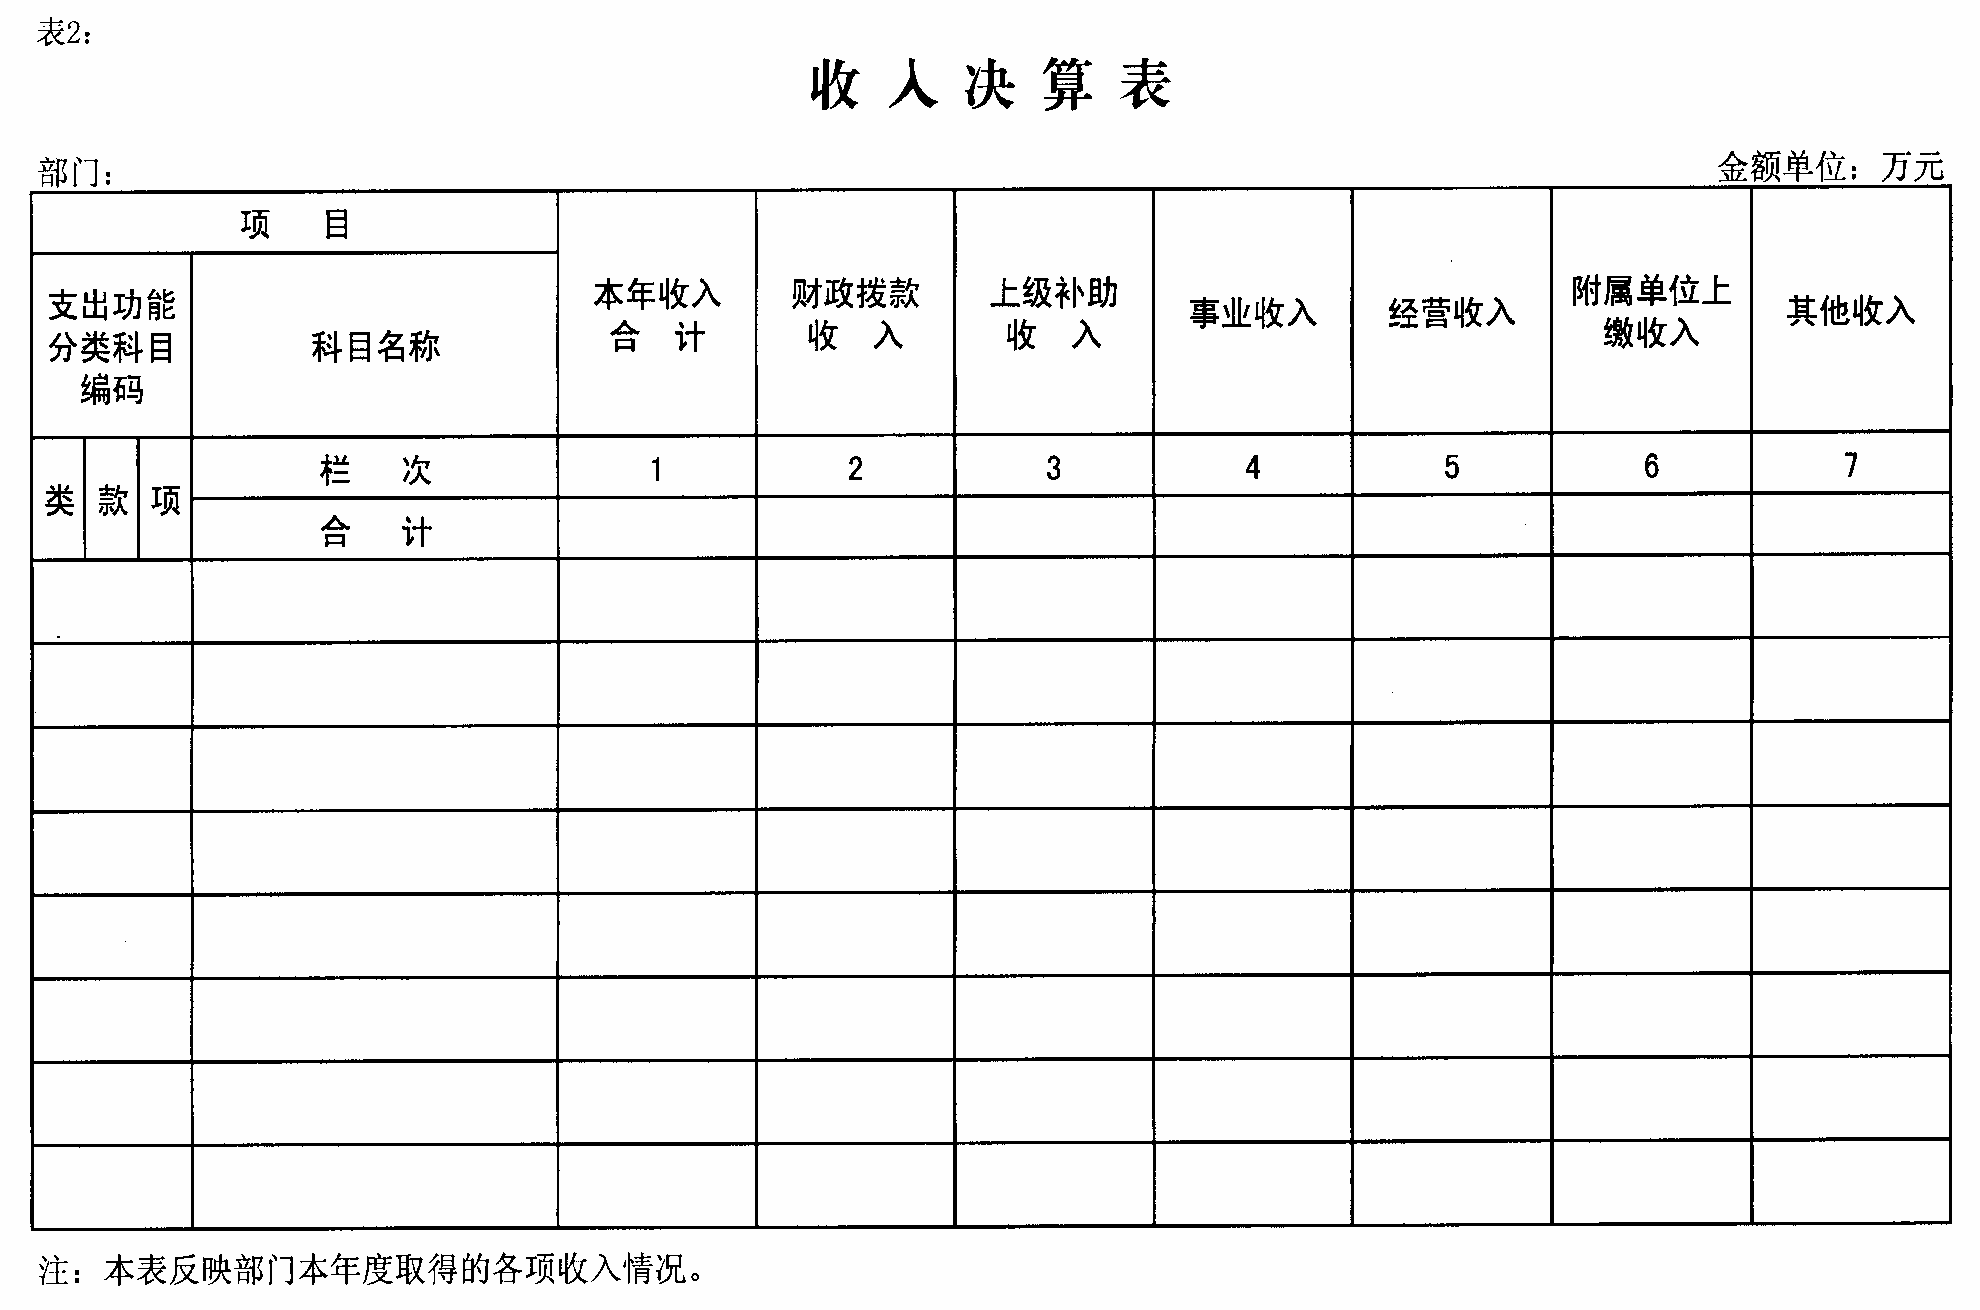 表2：
收入决算表
部门：
金额单位：万元
项 目
支出功能
分类科目
编码
科目名称
本年收入
合 计
财政拨款
收 入
上级补助
收 入
事业收入
经营收入
附属单位上
缴收入
其他收入
类 款 项
栏 次 1 2 3 4 5 6 7
合 计
注：本表反映部门本年度取得的各项收入情况。